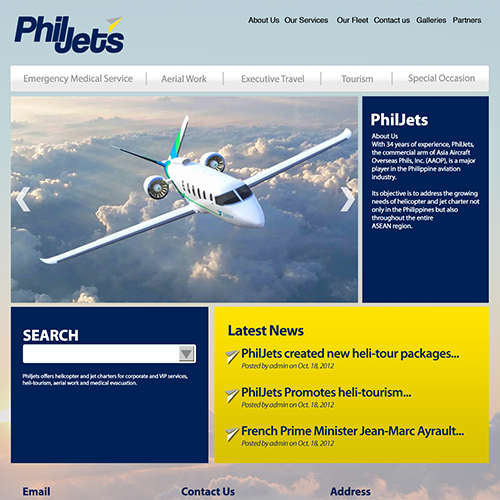 PhilJets
About Us Our Services Our Fleet Contact us Galleries Partners
Emergency Medical Service Aerial Work Executive Travel Tourism Special Occasion
PhilJets
About Us
With 34 years of experience, PhilJets,
the commercial arm of Asia Aircraft
Overseas Phils, Inc. (AAOP), is a major
player in the Philippine aviation
industry.
Its objective is to address the growing
needs of helicopter and jet charter not
only in the Philippines but also
throughout the entire
ASEAN region.
SEARCH
Philjets offers helicopter and jet charters for corporate and VIP services,
heli-tourism, aerial work and medical evacuation.
Latest News
PhilJets created new heli-tour packages...
Posted by admin on Oct. 18, 2012
PhilJets Promotes heli-tourism...
Posted by admin on Oct. 18, 2012
French Prime Minister Jean-Marc Ayrault...
Posted by admin on Oct. 18, 2012
Email Contact Us Address